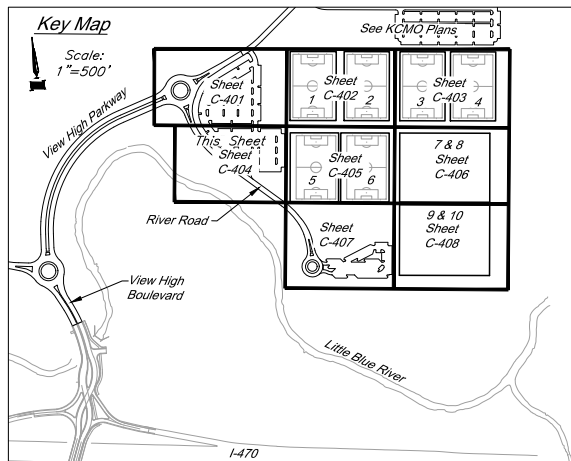 Key Map
Scale:
1"=500'
See KCMO Plans
View High Parkway
Sheet
C-401
1
Sheet
C-402
2
3
Sheet
C-403
4
This Sheet
Sheet
C-404
5
Sheet
C-405
6
7 & 8
Sheet
C-406
River Road
Sheet
C-407
9 & 10
Sheet
C-408
View High
Boulevard
Little Blue River
I-470